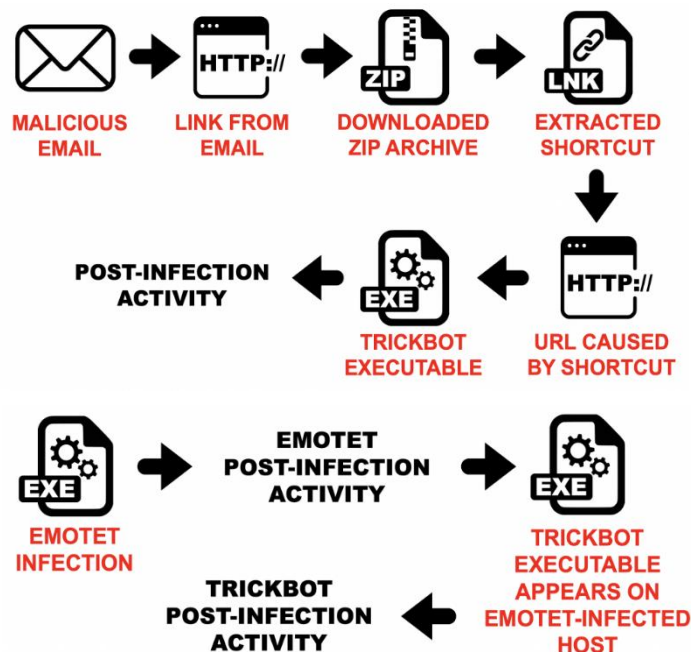 HTTP://
ZIP
LNK
MALICIOUS
EMAIL
LINK FROM
EMAIL
DOWNLOADED
ZIP ARCHIVE
EXTRACTED
SHORTCUT
POST-INFECTION
ACTIVITY
EXE
HTTP://
TRICKBOT
EXECUTABLE
URL CAUSED
BY SHORTCUT
EXE
EMOTET
INFECTION
EMOTET
POST-INFECTION
ACTIVITY
EXE
TRICKBOT
EXECUTABLE
APPEARS ON
EMOTET-INFECTED
HOST
TRICKBOT
POST-INFECTION
ACTIVITY